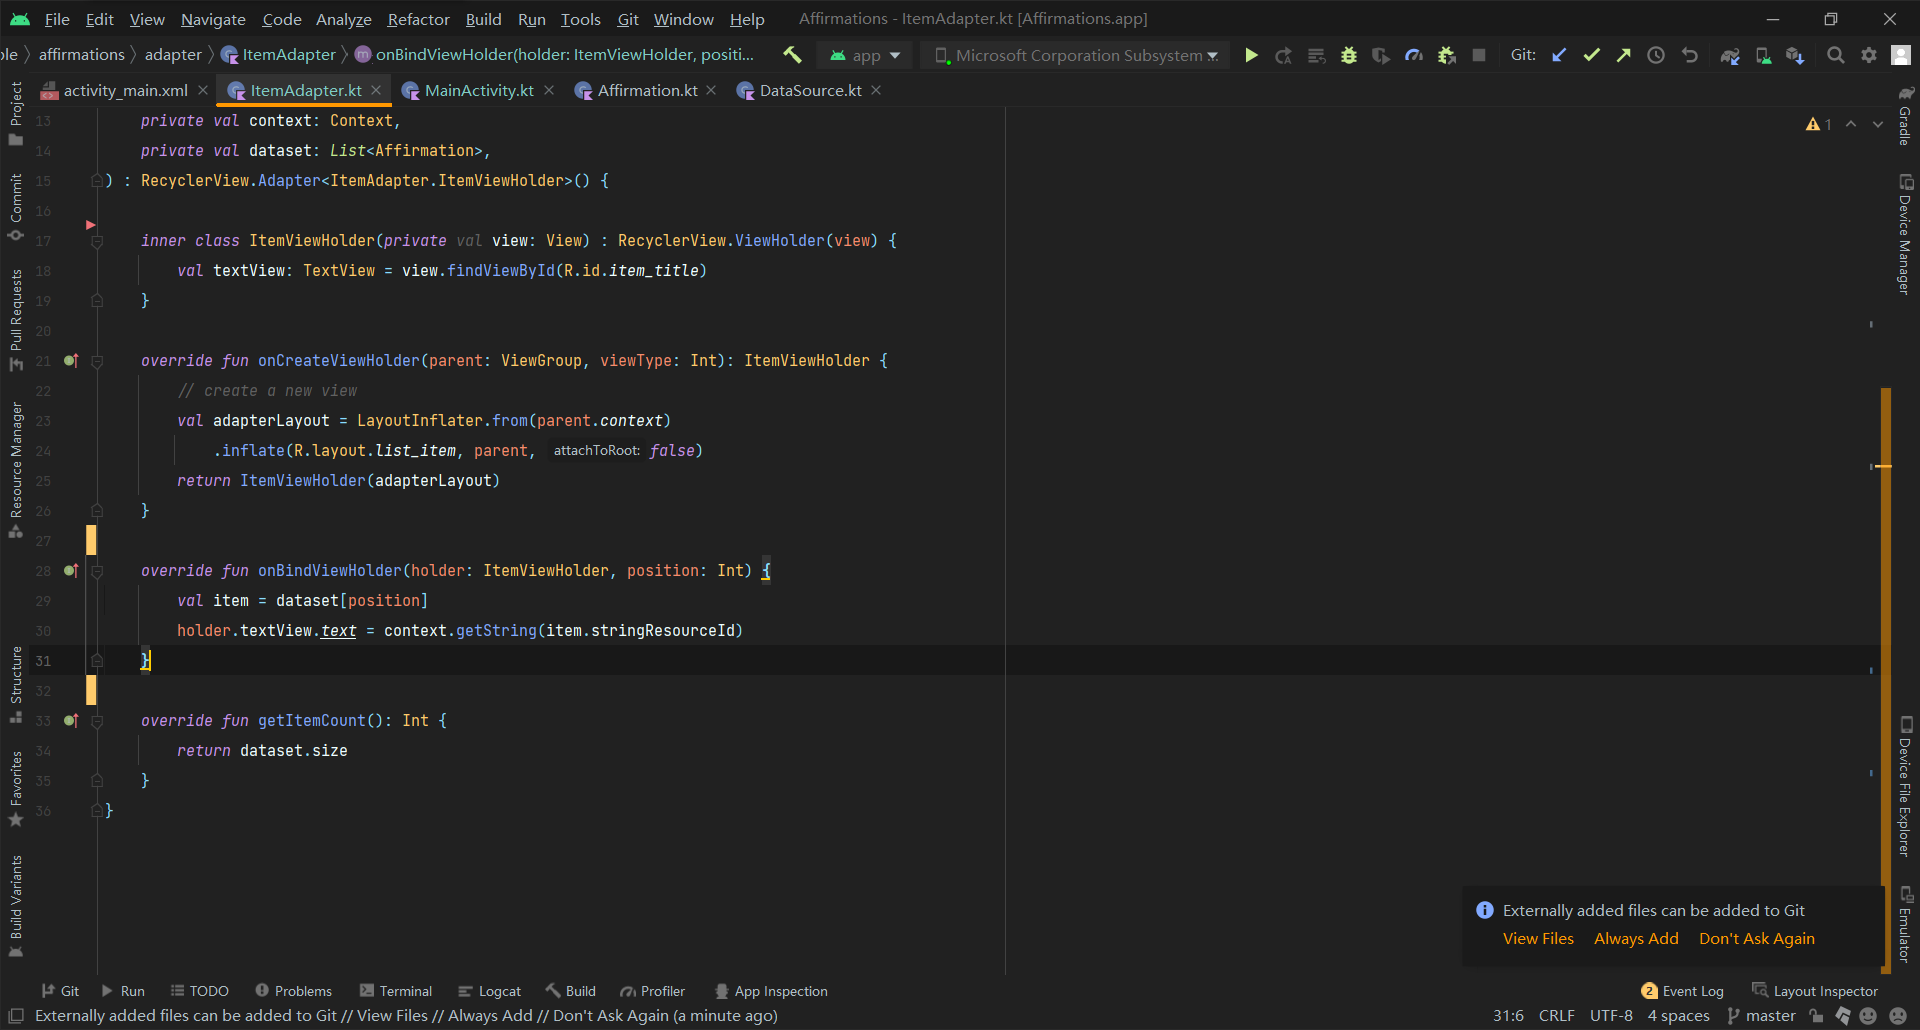 File Edit View Navigate Code Analyze Refactor Build Run Tools Git Window Help Affirmations - ItemAdapter.kt [Affirmations.app]
ple affirmations adapter ItemAdapter onBindViewHolder(holder: ItemViewHolder, positi... app Microsoft Corporation Subsystem Git:
activity_main.xml ItemAdapter.kt MainActivity.kt Affirmation.kt DataSource.kt
Project
Commit
Pull Requests
Resource Manager
Structure
Favorites
Build Variants
13 private val context: Context,
14 private val dataset: List<Affirmation>,
15 ) : RecyclerView.Adapter<ItemAdapter.ItemViewHolder>() {
16
17 inner class ItemViewHolder(private val view: View) : RecyclerView.ViewHolder(view) {
18 val textView: TextView = view.findViewById(R.id.item_title)
19 }
20
21 override fun onCreateViewHolder(parent: ViewGroup, viewType: Int): ItemViewHolder {
22 // create a new view
23 val adapterLayout = LayoutInflater.from(parent.context)
24 .inflate(R.layout.list_item, parent, attachToRoot: false)
25 return ItemViewHolder(adapterLayout)
26 }
27
28 override fun onBindViewHolder(holder: ItemViewHolder, position: Int) {
29 val item = dataset[position]
30 holder.textView.text = context.getString(item.stringResourceId)
31 }
32
33 override fun getItemCount(): Int {
34 return dataset.size
35 }
36 }
1
Gradle
Device Manager
Device File Explorer
Emulator
Externally added files can be added to Git
View Files Always Add Don't Ask Again
Git Run TODO Problems Terminal Logcat Build Profiler App Inspection 2 Event Log Layout Inspector
Externally added files can be added to Git // View Files // Always Add // Don't Ask Again (a minute ago) 31:6 CRLF UTF-8 4 spaces master